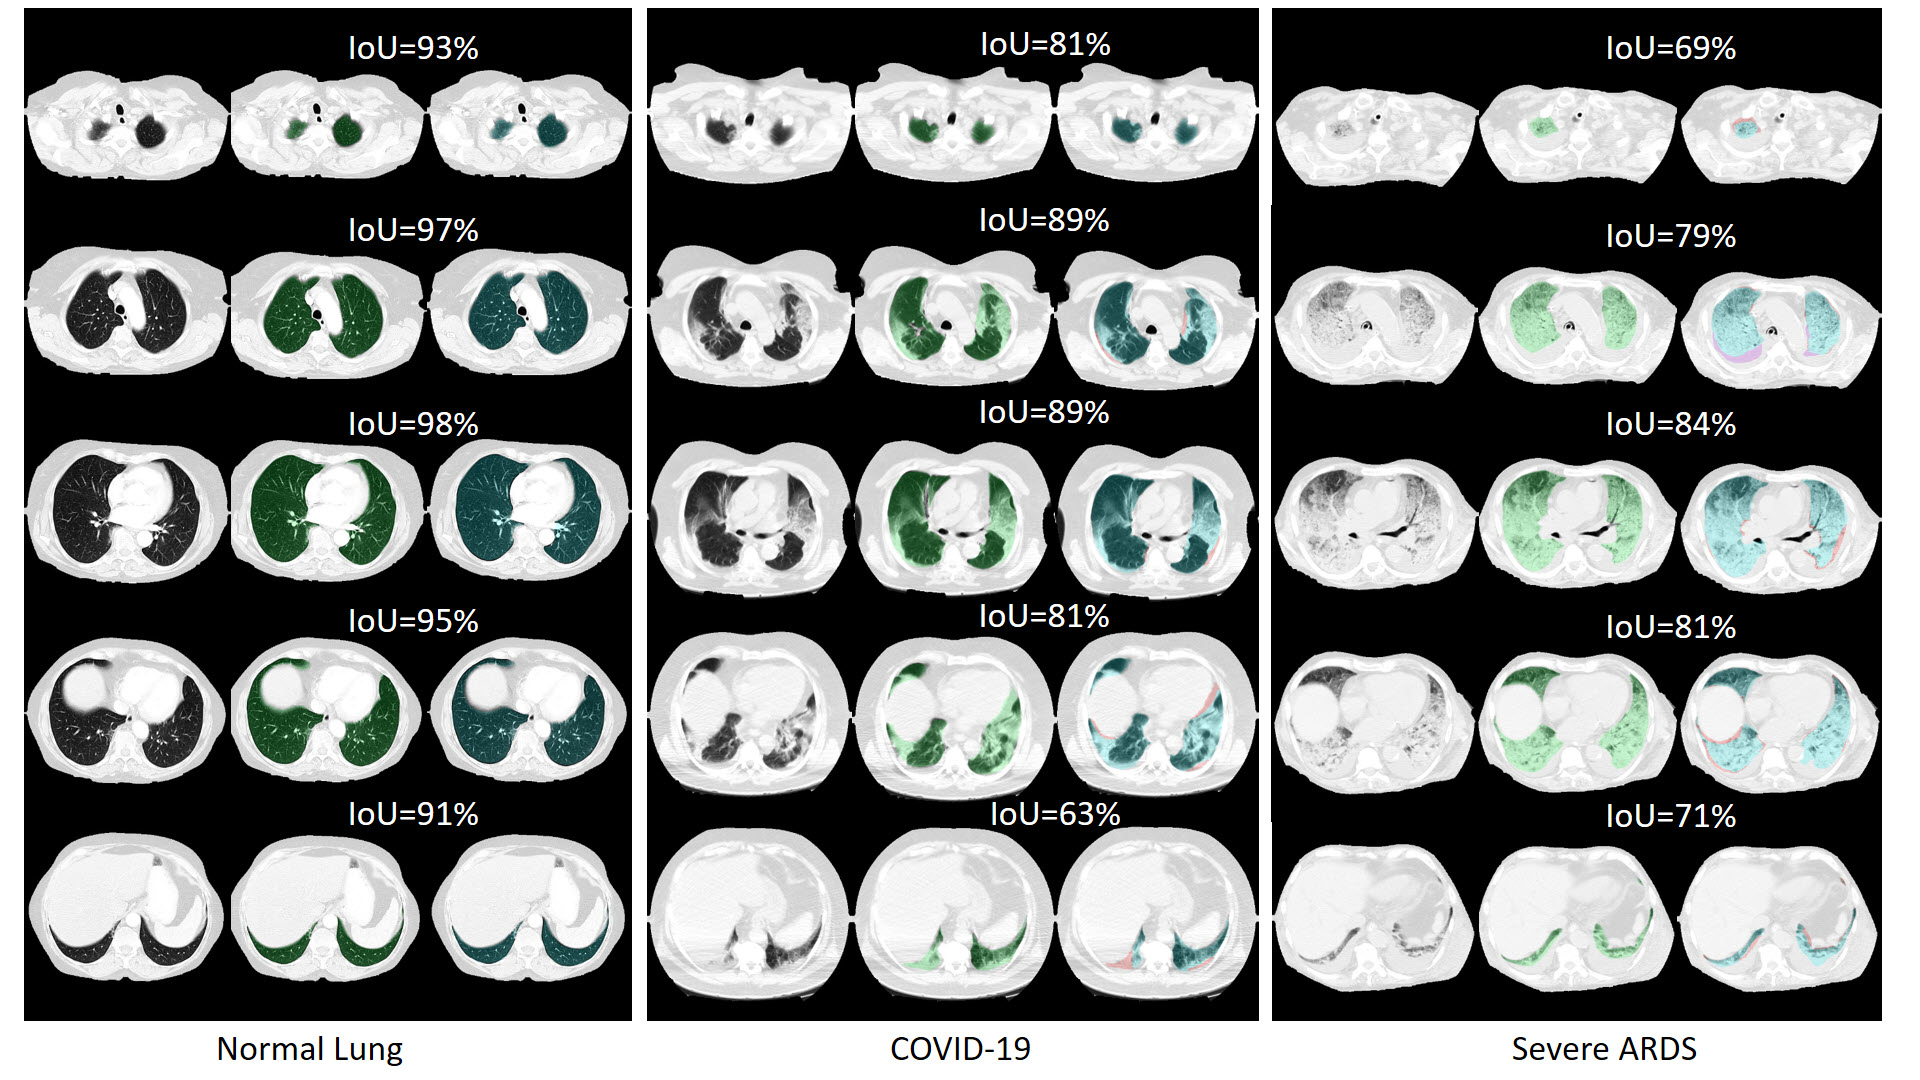 IoU=93%
IoU=97%
IoU=98%
IoU=95%
IoU=91%
Normal Lung
IoU=81%
IoU=89%
IoU=89%
IoU=81%
IoU=63%
COVID-19
IoU=69%
IoU=79%
IoU=84%
IoU=81%
IoU=71%
Severe ARDS